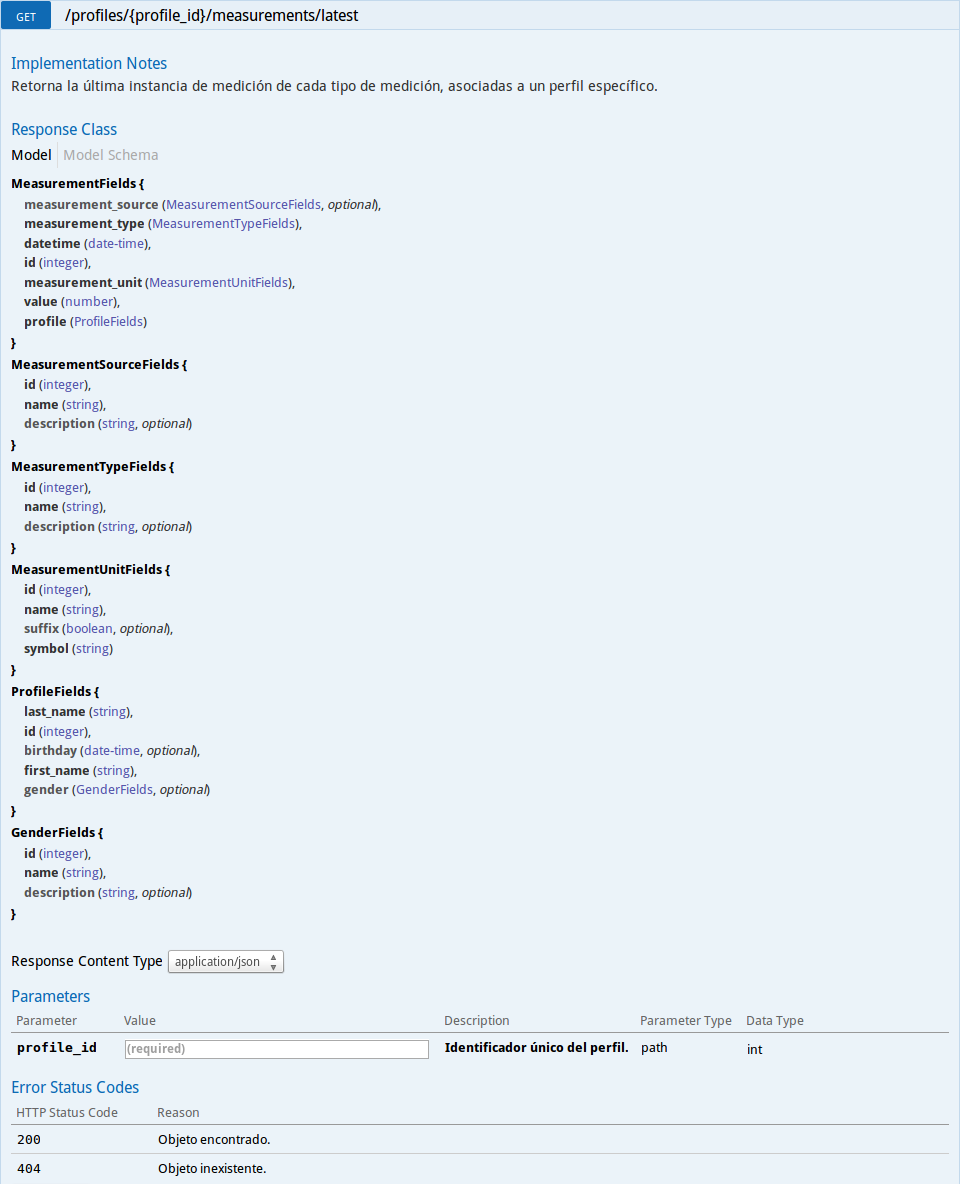 GET /profiles/{profile_id}/measurements/latest
Implementation Notes
Retorna la última instancia de medición de cada tipo de medición, asociadas a un perfil específico.
Response Class
Model Model Schema
MeasurementFields {
measurement_source (MeasurementSourceFields, optional),
measurement_type (MeasurementTypeFields),
datetime (date-time),
id (integer),
measurement_unit (MeasurementUnitFields),
value (number),
profile (ProfileFields)
}
MeasurementSourceFields {
id (integer),
name (string),
description (string, optional)
}
MeasurementTypeFields {
id (integer),
name (string),
description (string, optional)
}
MeasurementUnitFields {
id (integer),
name (string),
suffix (boolean, optional),
symbol (string)
}
ProfileFields {
last_name (string),
id (integer),
birthday (date-time, optional),
first_name (string),
gender (GenderFields, optional)
}
GenderFields {
id (integer),
name (string),
description (string, optional)
}
Response Content Type application/json
Parameters
Parameter Value Description Parameter Type Data Type
profile_id (required) Identificador único del perfil. path int
Error Status Codes
HTTP Status Code Reason
200 Objeto encontrado.
404 Objeto inexistente.